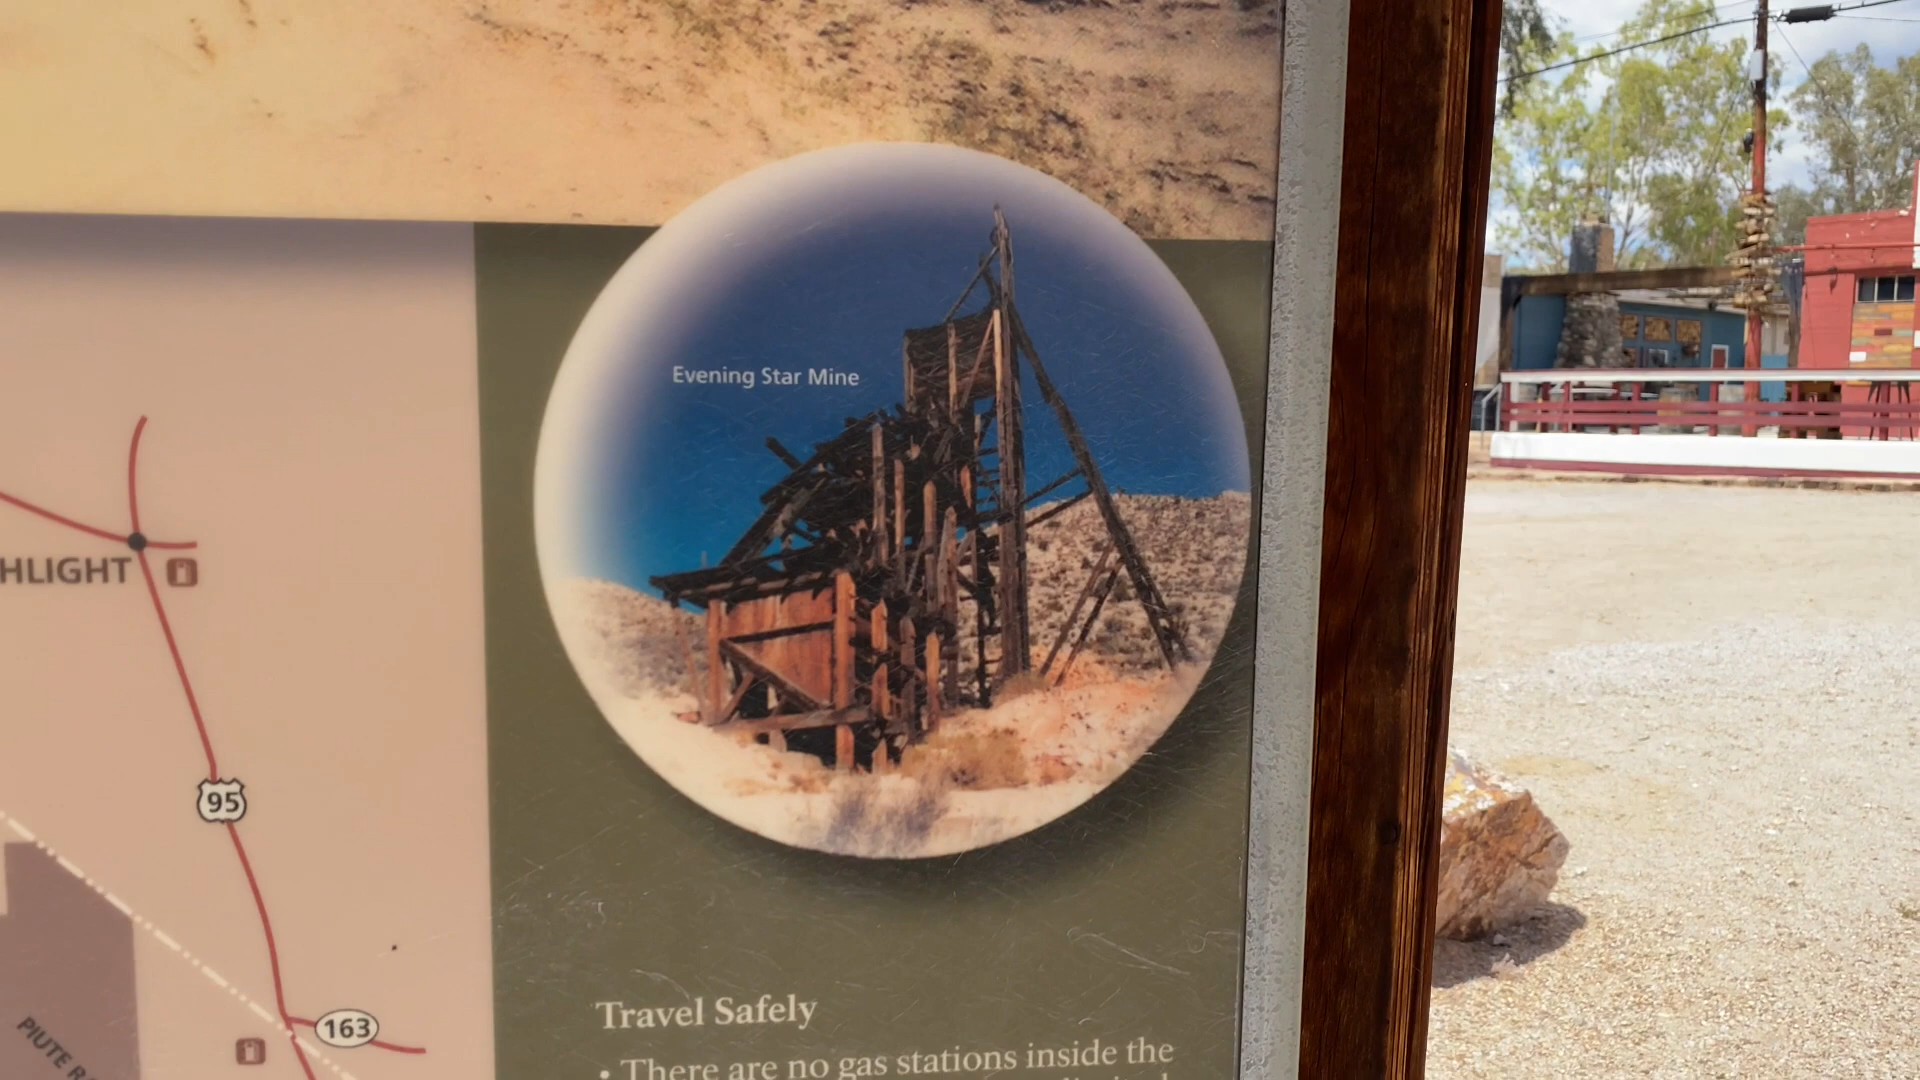 Evening Star Mine
HLIGHT
95
163
PIUTE
Travel Safely
• There are no gas stations inside the